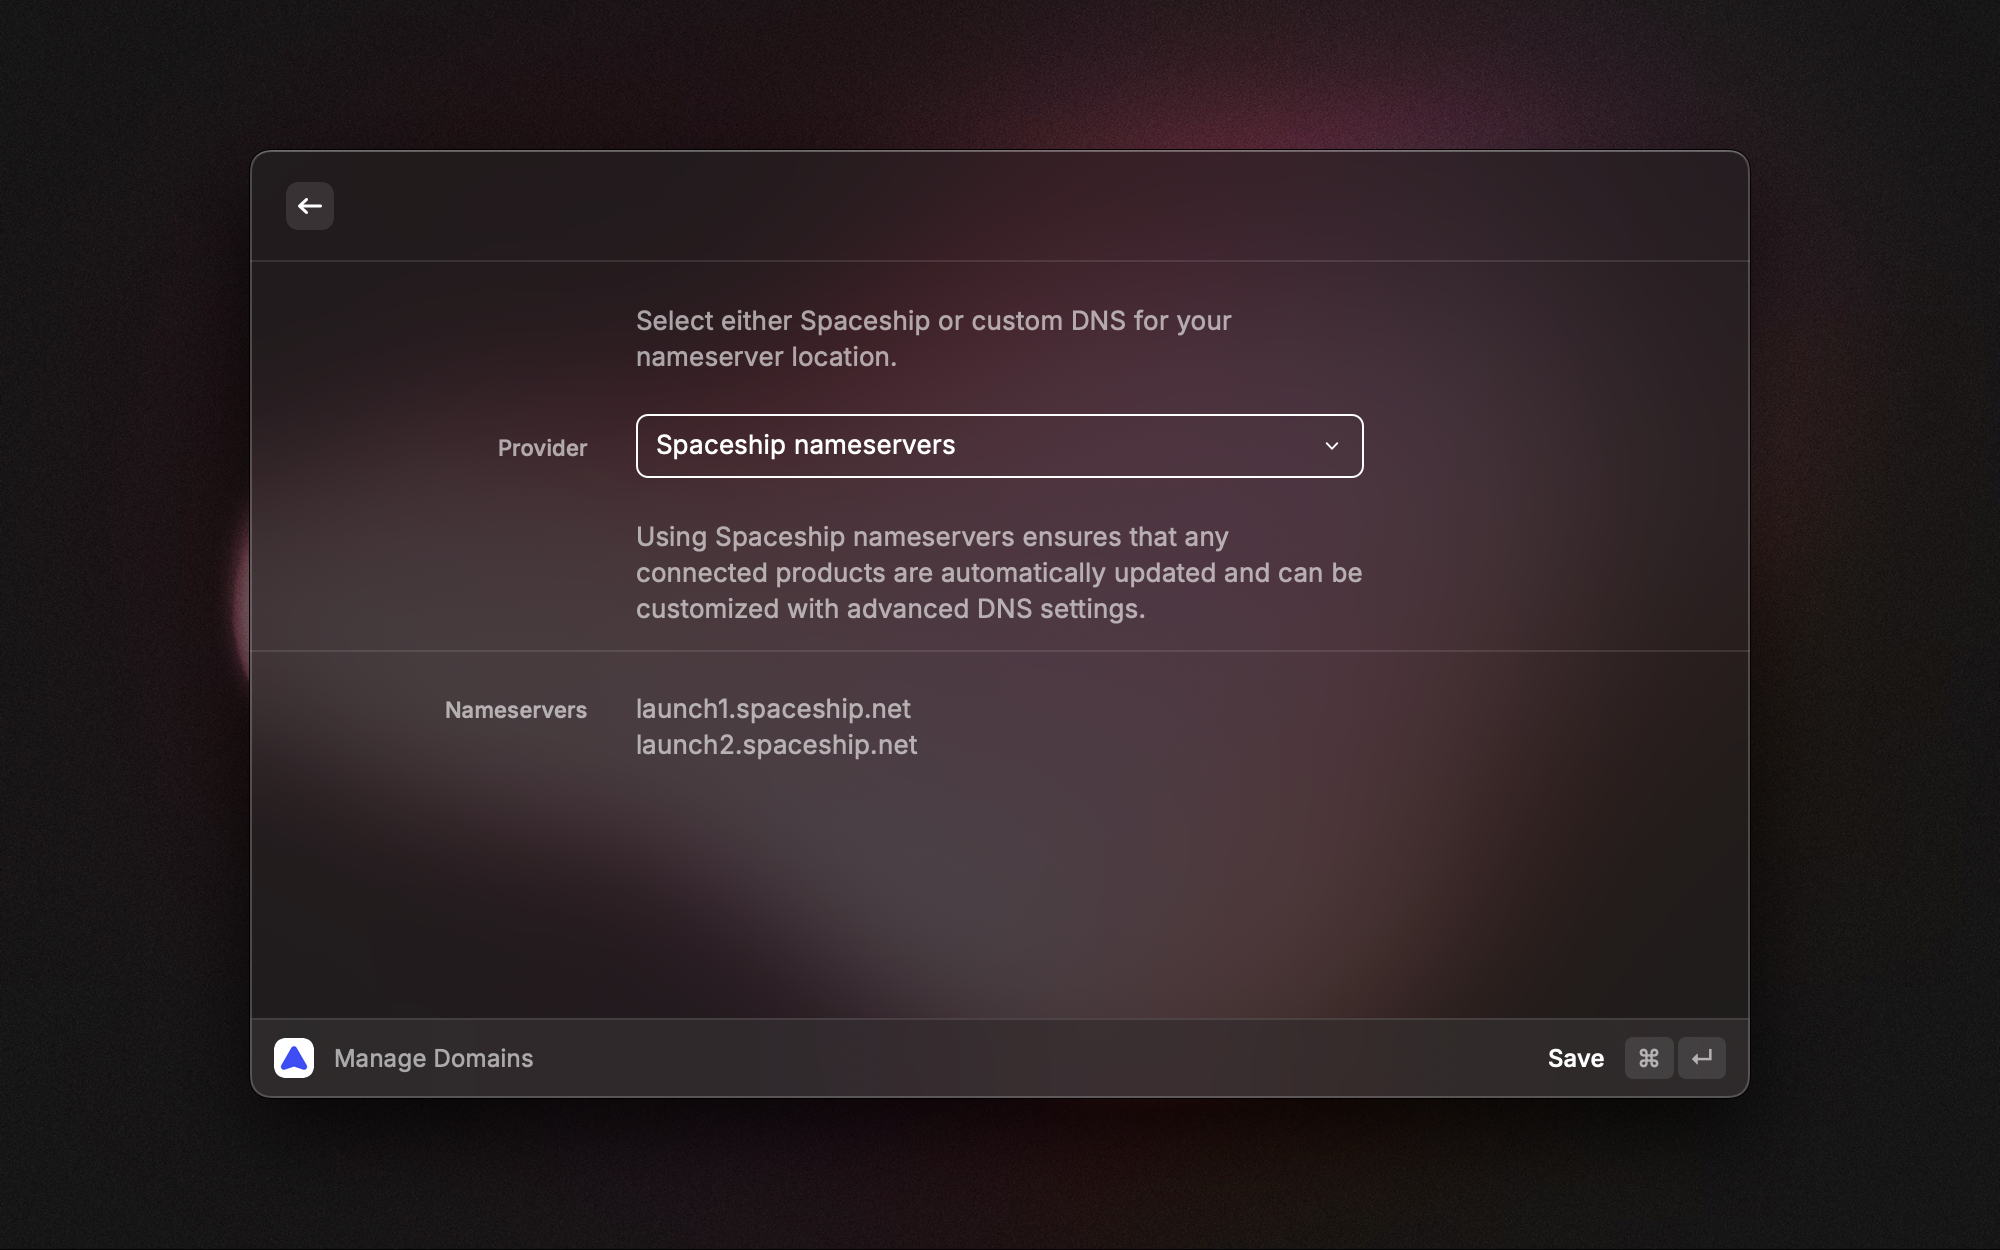 Select either Spaceship or custom DNS for your
nameserver location.
Provider
Spaceship nameservers
Using Spaceship nameservers ensures that any
connected products are automatically updated and can be
customized with advanced DNS settings.
Nameservers
launch1.spaceship.net
launch2.spaceship.net
Manage Domains
Save ⌘ ↵